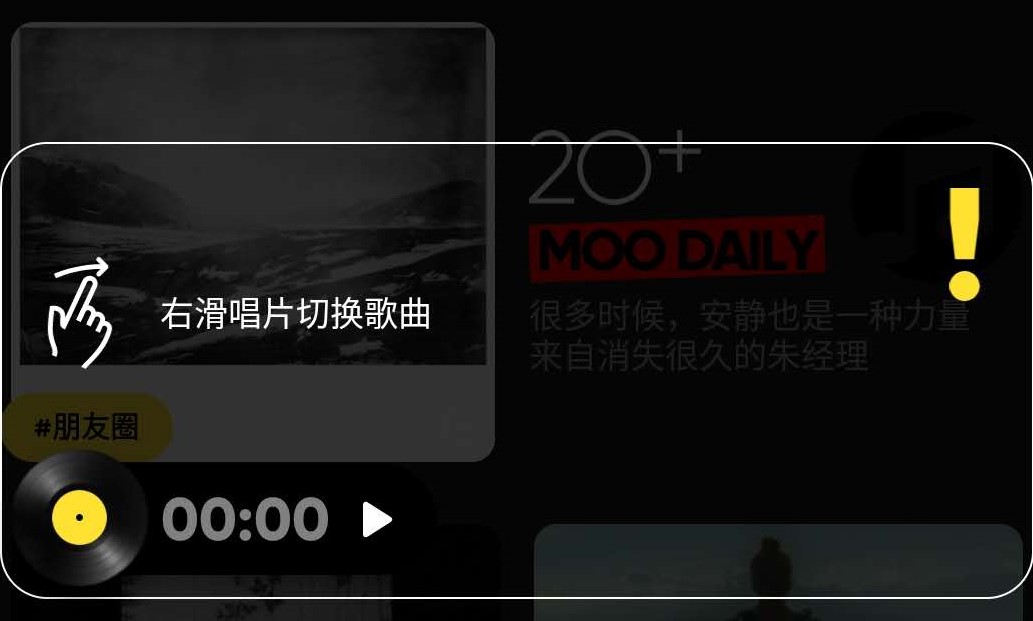 20+
MOO DAILY
很多时候，安静也是一种力量
来自消失很久的朱经理
右滑唱片切换歌曲
#朋友圈
00:00